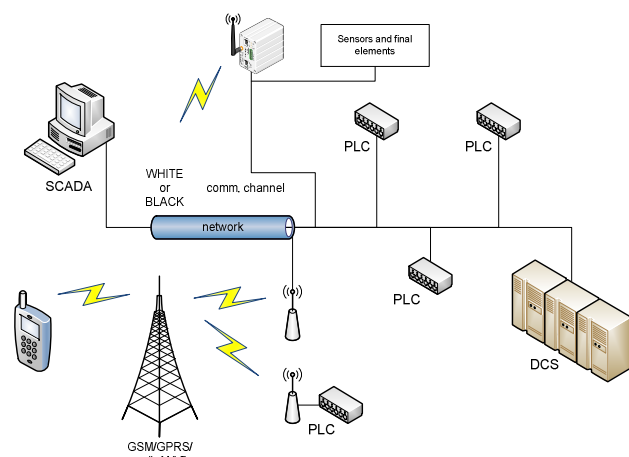 Sensors and final
elements
PLC
PLC
SCADA
WHITE
or
BLACK
comm, channel
network
PLC
DCS
PLC
GSM/GPRS/